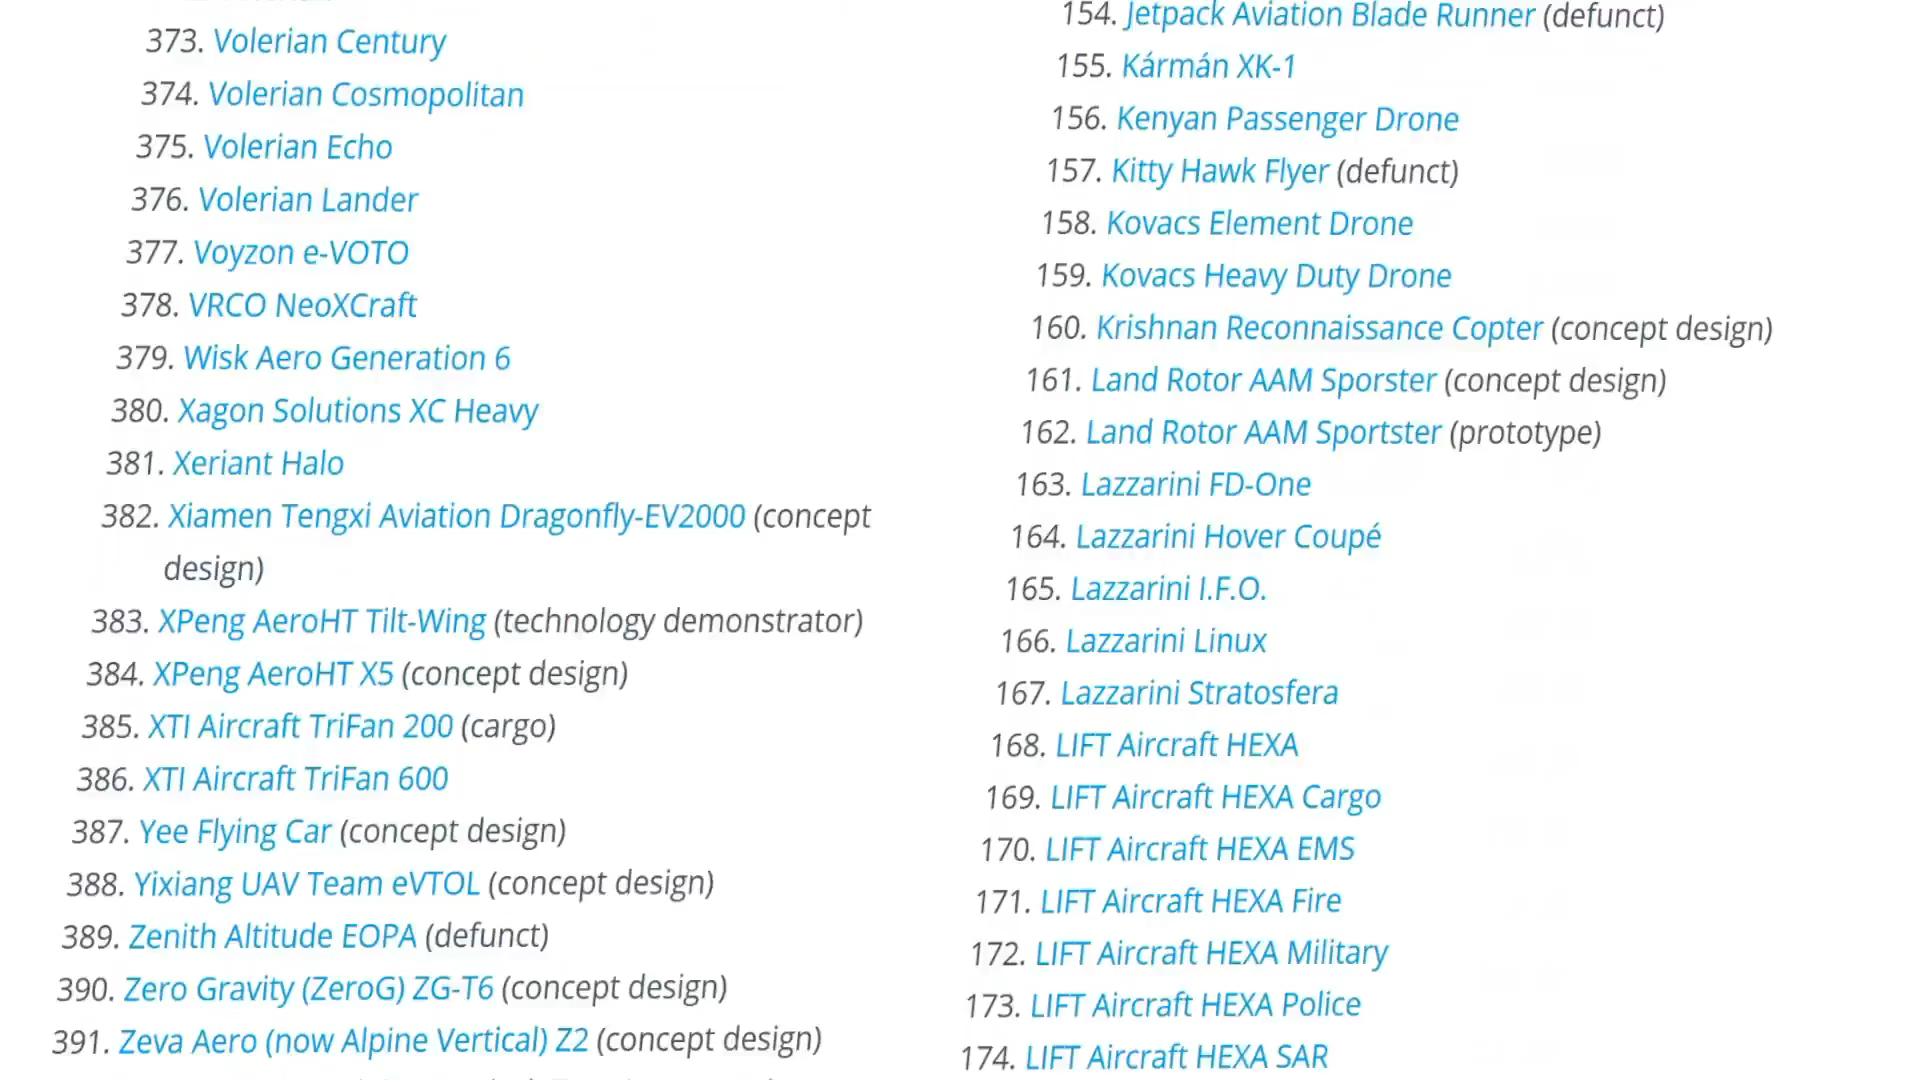 373. Volerian Century
374. Volerian Cosmopolitan
375. Volerian Echo
376. Volerian Lander
377. Voyzon e-VOTO
378. VRCO NeoXCraft
379. Wisk Aero Generation 6
380. Xagon Solutions XC Heavy
381. Xeriant Halo
382. Xiamen Tengxi Aviation Dragonfly-EV2000 (concept
design)
383. XPeng AeroHT Tilt-Wing (technology demonstrator)
384. XPeng AeroHT X5 (concept design)
385. XTI Aircraft TriFan 200 (cargo)
386. XTI Aircraft TriFan 600
387. Yee Flying Car (concept design)
388. Yixiang UAV Team eVTOL (concept design)
389. Zenith Altitude EOPA (defunct)
390. Zero Gravity (ZeroG) ZG-T6 (concept design)
391. Zeva Aero (now Alpine Vertical) Z2 (concept design)
154. Jetpack Aviation Blade Runner (defunct)
155. Kármán XK-1
156. Kenyan Passenger Drone
157. Kitty Hawk Flyer (defunct)
158. Kovacs Element Drone
159. Kovacs Heavy Duty Drone
160. Krishnan Reconnaissance Copter (concept design)
161. Land Rotor AAM Sporster (concept design)
162. Land Rotor AAM Sportster (prototype)
163. Lazzarini FD-One
164. Lazzarini Hover Coupé
165. Lazzarini I.F.O.
166. Lazzarini Linux
167. Lazzarini Stratosfera
168. LIFT Aircraft HEXA
169. LIFT Aircraft HEXA Cargo
170. LIFT Aircraft HEXA EMS
171. LIFT Aircraft HEXA Fire
172. LIFT Aircraft HEXA Military
173. LIFT Aircraft HEXA Police
174. LIFT Aircraft HEXA SAR